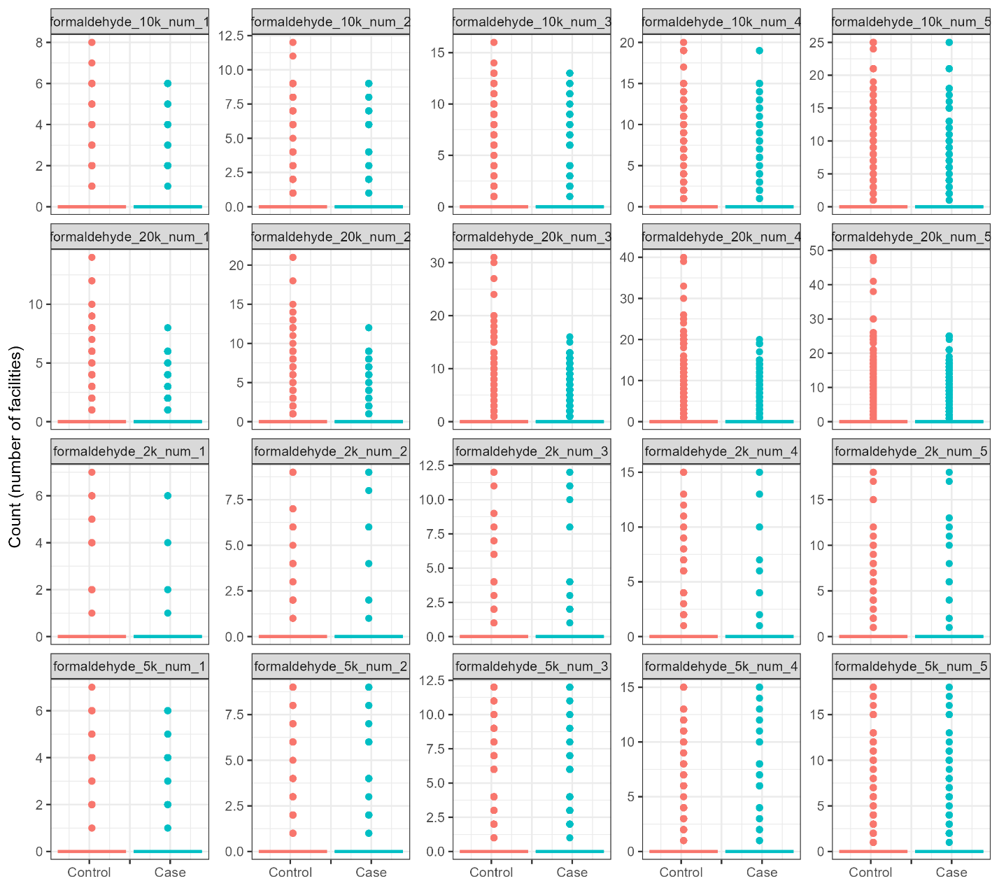 formaldehyde_10k_num_1 formaldehyde_10k_num_2 formaldehyde_10k_num_3 formaldehyde_10k_num_4 formaldehyde_10k_num_5
8 6 4 2 0
12.5 10.0 7.5 5.0 2.5 0.0
15 10 5 0
20 15 10 5 0
25 20 15 10 5 0
formaldehyde_20k_num_1 formaldehyde_20k_num_2 formaldehyde_20k_num_3 formaldehyde_20k_num_4 formaldehyde_20k_num_5
10 5 0
20 15 10 5 0
30 20 10 0
40 30 20 10 0
50 40 30 20 10 0
Count (number of facilities)
formaldehyde_2k_num_1 formaldehyde_2k_num_2 formaldehyde_2k_num_3 formaldehyde_2k_num_4 formaldehyde_2k_num_5
6 4 2 0
7.5 5.0 2.5 0.0
12.5 10.0 7.5 5.0 2.5 0.0
15 10 5 0
15 10 5 0
formaldehyde_5k_num_1 formaldehyde_5k_num_2 formaldehyde_5k_num_3 formaldehyde_5k_num_4 formaldehyde_5k_num_5
6 4 2 0
7.5 5.0 2.5 0.0
12.5 10.0 7.5 5.0 2.5 0.0
15 10 5 0
15 10 5 0
Control Case Control Case Control Case Control Case Control Case